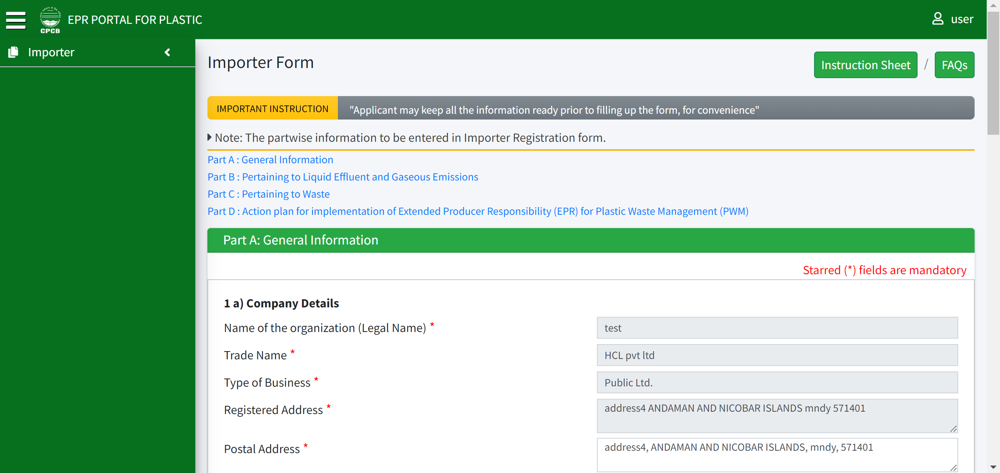 CPCB
EPR PORTAL FOR PLASTIC
user
Importer
Importer Form
Instruction Sheet / FAQs
IMPORTANT INSTRUCTION
"Applicant may keep all the information ready prior to filling up the form, for convenience"
Note: The partwise information to be entered in Importer Registration form.
Part A : General Information
Part B : Pertaining to Liquid Effluent and Gaseous Emissions
Part C : Pertaining to Waste
Part D : Action plan for implementation of Extended Producer Responsibility (EPR) for Plastic Waste Management (PWM)
Part A: General Information
Starred (*) fields are mandatory
1 a) Company Details
Name of the organization (Legal Name) *
test
Trade Name *
HCL pvt ltd
Type of Business *
Public Ltd.
Registered Address *
address4 ANDAMAN AND NICOBAR ISLANDS mndy 571401
Postal Address *
address4, ANDAMAN AND NICOBAR ISLANDS, mndy, 571401